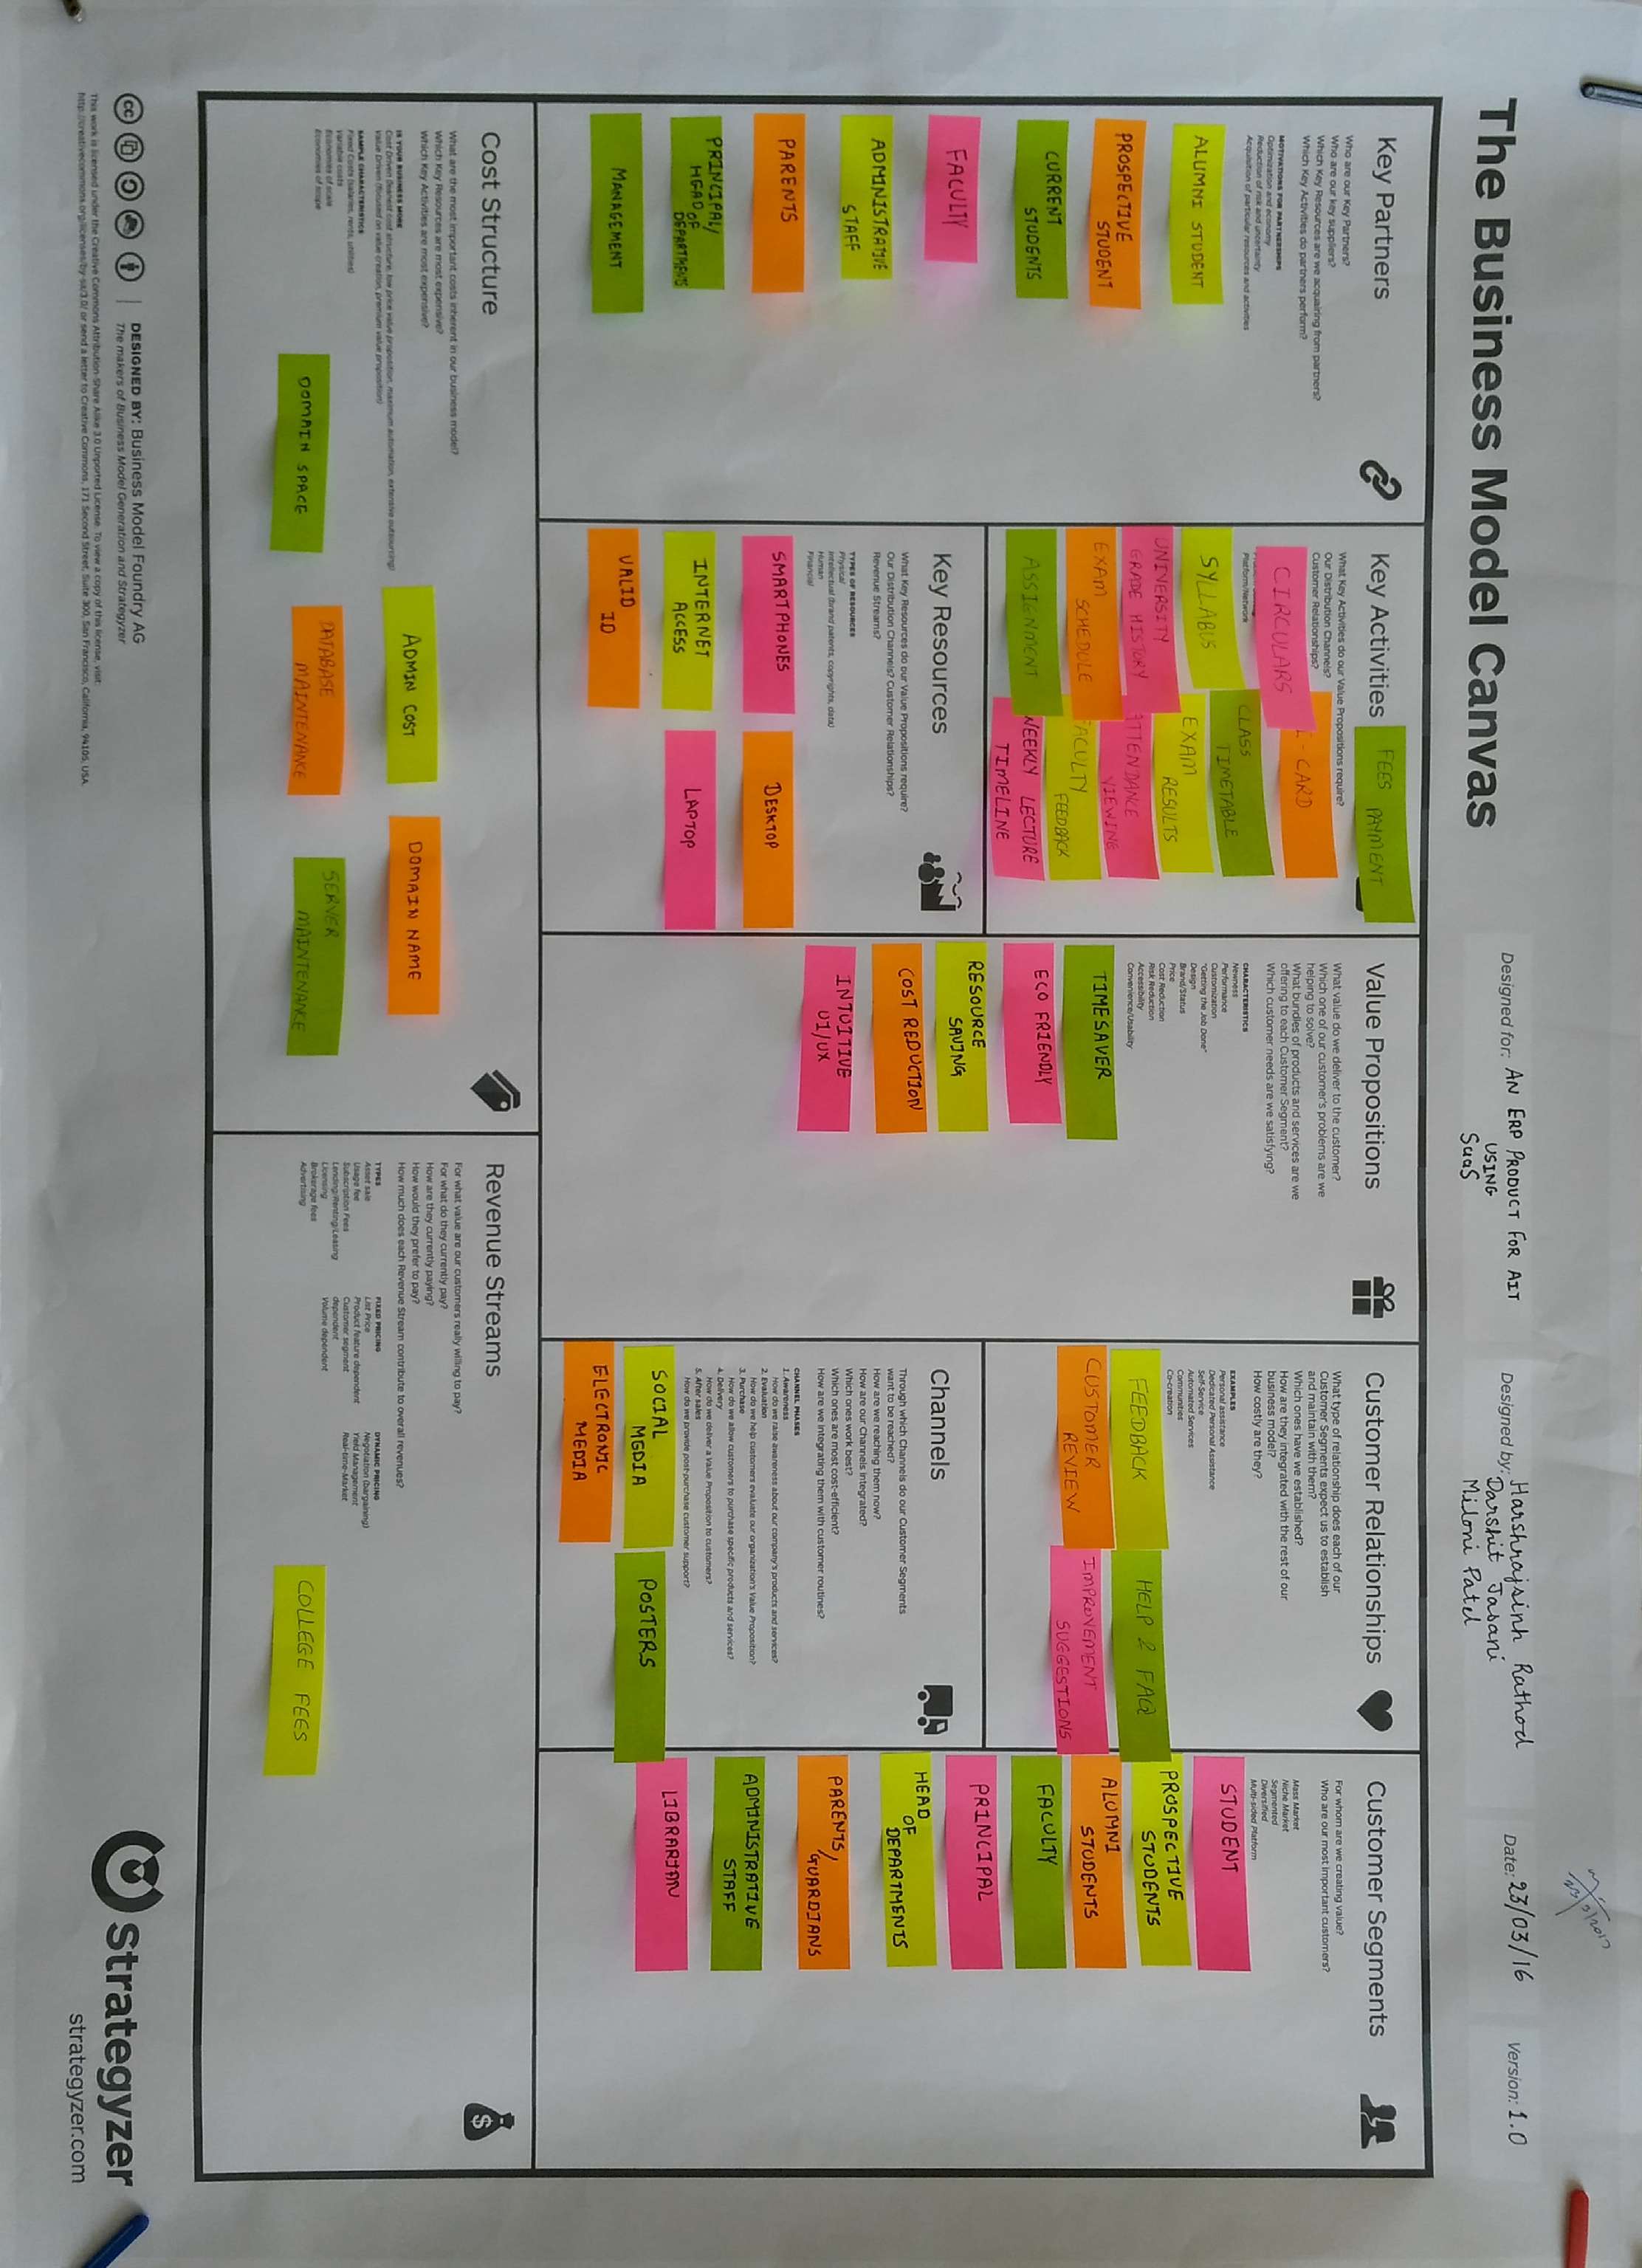 23/3/2017
The Business Model Canvas
Designed for: AN ERP PRODUCT FOR AIT
USING
SaaS
Designed by: Harshrajsinh Rathod
Darshit Jasani
Miloni Patel
Date: 23/03/16
Version: 1.0
Key Partners
Who are our Key Partners?
Who are our key suppliers?
Which Key Resources are we acquairing from partners?
Which Key Activities do partners perform?
MOTIVATIONS FOR PARTNERSHIPS
Optimization and economy
Reduction of risk and uncertainty
Acquisition of particular resources and activities
ALUMNI STUDENT
PROSPECTIVE
STUDENT
CURRENT
STUDENTS
FACULTY
ADMINISTRATIVE
STAFF
PARENTS
PRINCIPAL/
HEAD OF
DEPARTMENTS
MANAGEMENT
Key Activities
FEES PAYMENT
What Key Activities do our Value Propositions require?
Our Distribution Channels?
Customer Relationships?
I-CARD
CIRCULARS
Platform/Network
CLASS
TIMETABLE
SYLLABUS
EXAM
RESULTS
UNIVERSITY
GRADE HISTORY
ATTENDANCE
VIEWING
EXAM
SCHEDULE
FACULTY
FEEDBACK
ASSIGNMENT
WEEKLY LECTURE
TIMELINE
Key Resources
What Key Resources do our Value Propositions require?
Our Distribution Channels? Customer Relationships?
Revenue Streams?
TYPES OF RESOURCES
Physical
Intellectual (brand patents, copyrights, data)
Human
Financial
SMARTPHONES
DESKTOP
INTERNET
ACCESS
LAPTOP
VALID
ID
Value Propositions
What value do we deliver to the customer?
Which one of our customer's problems are we
helping to solve?
What bundles of products and services are we
offering to each Customer Segment?
Which customer needs are we satisfying?
CHARACTERISTICS
Newness
Performance
Customization
"Getting the Job Done"
Design
Brand/Status
Price
Cost Reduction
Risk Reduction
Accessibility
Convenience/Usability
TIMESAVER
ECO FRIENDLY
RESOURCE
SAVING
COST REDUCTION
INTUITIVE
UI/UX
Customer Relationships
What type of relationship does each of our
Customer Segments expect us to establish
and maintain with them?
Which ones have we established?
How are they integrated with the rest of our
business model?
How costly are they?
EXAMPLES
Personal assistance
Dedicated Personal Assistance
Self-Service
Automated Services
Communities
Co-creation
FEEDBACK
HELP & FAQ
CUSTOMER
REVIEW
IMPROVEMENT
SUGGESTIONS
Channels
Through which Channels do our Customer Segments
want to be reached?
How are we reaching them now?
How are our Channels integrated?
Which ones work best?
Which ones are most cost-efficient?
How are we integrating them with customer routines?
CHANNEL PHASES
1. Awareness
How do we raise awareness about our company's products and services?
2. Evaluation
How do we help customers evaluate our organization's Value Proposition?
3. Purchase
How do we allow customers to purchase specific products and services?
4. Delivery
How do we deliver a Value Proposition to customers?
5. After sales
How do we provide post-purchase customer support?
SOCIAL
MEDIA
POSTERS
ELECTRONIC
MEDIA
Customer Segments
For whom are we creating value?
Who are our most important customers?
Mass Market
Niche Market
Segmented
Diversified
Multi-sided Platform
STUDENT
PROSPECTIVE
STUDENTS
ALUMNI
STUDENTS
FACULTY
PRINCIPAL
HEAD
OF
DEPARTMENTS
PARENTS/
GUARDIANS
ADMINISTRATIVE
STAFF
LIBRARIAN
Cost Structure
What are the most important costs inherent in our business model?
Which Key Resources are most expensive?
Which Key Activities are most expensive?
IS YOUR BUSINESS MORE
Cost Driven (leanest cost structure, low price value proposition, maximum automation, extensive outsourcing)
Value Driven (focused on value creation, premium value proposition)
SAMPLE CHARACTERISTICS
Fixed Costs (salaries, rents, utilities)
Variable costs
Economies of scale
Economies of scope
ADMIN COST
DOMAIN NAME
DOMAIN SPACE
DATABASE
MAINTENANCE
SERVER
MAINTENANCE
Revenue Streams
$
For what value are our customers really willing to pay?
For what do they currently pay?
How are they currently paying?
How would they prefer to pay?
How much does each Revenue Stream contribute to overall revenues?
TYPES
Asset sale
Usage fee
Subscription Fees
Lending/Renting/Leasing
Licensing
Brokerage fees
Advertising
FIXED PRICING
List Price
Product feature dependent
Customer segment
dependent
Volume dependent
DYNAMIC PRICING
Negotiation (bargaining)
Yield Management
Real-time-Market
COLLEGE FEES
cc
DESIGNED BY: Business Model Foundry AG
The makers of Business Model Generation and Strategyzer
This work is licensed under the Creative Commons Attribution-Share Alike 3.0 Unported License. To view a copy of this license, visit:
http://creativecommons.org/licenses/by-sa/3.0/ or send a letter to Creative Commons, 171 Second Street, Suite 300, San Francisco, California, 94105, USA.
Strategyzer
strategyzer.com